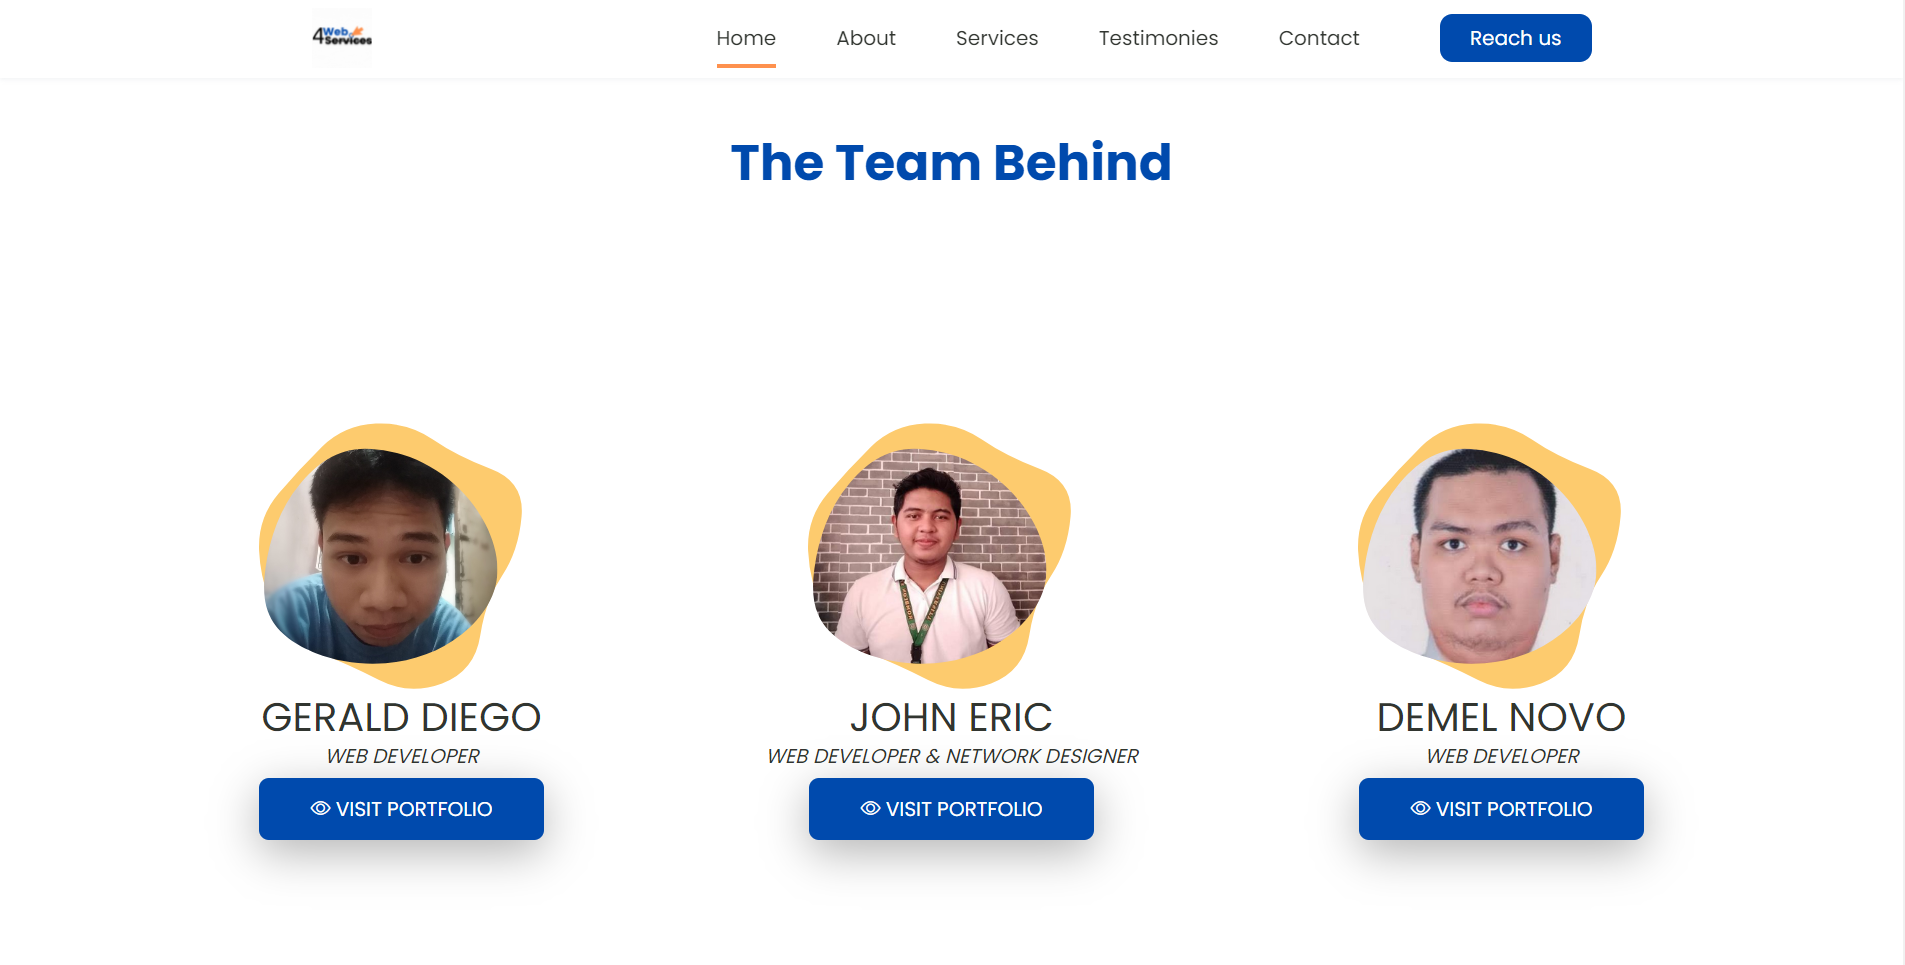 4Web
Services
Home
About
Services
Testimonies
Contact
Reach us
The Team Behind
GERALD DIEGO
WEB DEVELOPER
VISIT PORTFOLIO
JOHN ERIC
WEB DEVELOPER & NETWORK DESIGNER
VISIT PORTFOLIO
DEMEL NOVO
WEB DEVELOPER
VISIT PORTFOLIO